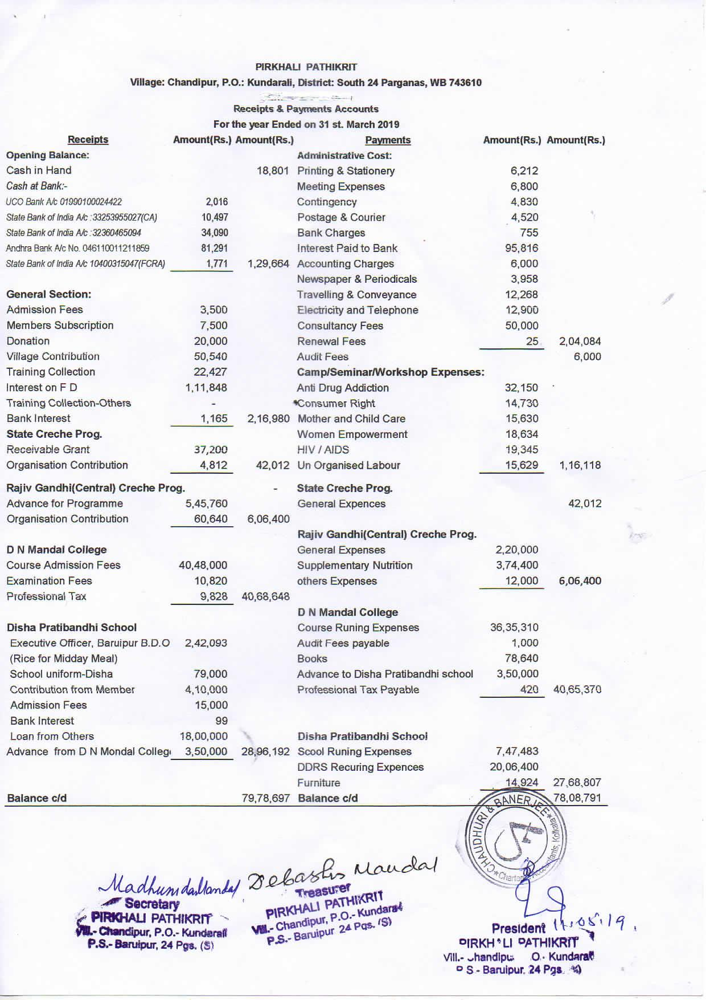 PIRKHALI PATHIKRIT
Village: Chandipur, P.O.: Kundarali, District: South 24 Parganas, WB 743610
Receipts & Payments Accounts
For the year Ended on 31 st. March 2019
Receipts Amount(Rs.) Amount(Rs.) Payments Amount(Rs.) Amount(Rs.)
Opening Balance: Administrative Cost:
Cash in Hand 18,801 Printing & Stationery 6,212
Cash at Bank:- Meeting Expenses 6,800
UCO Bank A/c 01990100024422 2,016 Contingency 4,830
State Bank of India A/c :33253955027(CA) 10,497 Postage & Courier 4,520
State Bank of India A/c :32360465094 34,090 Bank Charges 755
Andhra Bank A/c No. 046110011211859 81,291 Interest Paid to Bank 95,816
State Bank of India A/c 10400315047(FCRA) 1,771 1,29,664 Accounting Charges 6,000
Newspaper & Periodicals 3,958
General Section: Travelling & Conveyance 12,268
Admission Fees 3,500 Electricity and Telephone 12,900
Members Subscription 7,500 Consultancy Fees 50,000
Donation 20,000 Renewal Fees 25 2,04,084
Village Contribution 50,540 Audit Fees 6,000
Training Collection 22,427 Camp/Seminar/Workshop Expenses:
Interest on F D 1,11,848 Anti Drug Addiction 32,150
Training Collection-Others - Consumer Right 14,730
Bank Interest 1,165 2,16,980 Mother and Child Care 15,630
State Creche Prog. Women Empowerment 18,634
Receivable Grant 37,200 HIV / AIDS 19,345
Organisation Contribution 4,812 42,012 Un Organised Labour 15,629 1,16,118
Rajiv Gandhi(Central) Creche Prog. - State Creche Prog.
Advance for Programme 5,45,760 General Expences 42,012
Organisation Contribution 60,640 6,06,400
Rajiv Gandhi(Central) Creche Prog.
D N Mandal College General Expenses 2,20,000
Course Admission Fees 40,48,000 Supplementary Nutrition 3,74,400
Examination Fees 10,820 others Expenses 12,000 6,06,400
Professional Tax 9,828 40,68,648
D N Mandal College
Disha Pratibandhi School Course Runing Expenses 36,35,310
Executive Officer, Baruipur B.D.O 2,42,093 Audit Fees payable 1,000
(Rice for Midday Meal) Books 78,640
School uniform-Disha 79,000 Advance to Disha Pratibandhi school 3,50,000
Contribution from Member 4,10,000 Professional Tax Payable 420 40,65,370
Admission Fees 15,000
Bank Interest 99
Loan from Others 18,00,000 Disha Pratibandhi School
Advance from D N Mondal Colleg 3,50,000 28,96,192 Scool Runing Expenses 7,47,483
DDRS Recuring Expences 20,06,400
Furniture 14,924 27,68,807
Balance c/d 79,78,697 Balance c/d 78,08,791
CHAUDHURI & BANERJEE
Chartered Accountants, Kolkata
Debashis Mandal
Secretary
PIRKHALI PATHIKRIT
Vill.- Chandipur, P.O.- Kundarali
P.S.- Baruipur, 24 Pgs. (S)
Treasurer
PIRKHALI PATHIKRIT
Vill.- Chandipur, P.O.- Kundarali
P.S.- Baruipur 24 Pgs. (S)
11.05.19.
President
PIRKHALI PATHIKRIT
Vill.- Chandipu O.- Kundarali
P S - Baruipur. 24 Pgs.